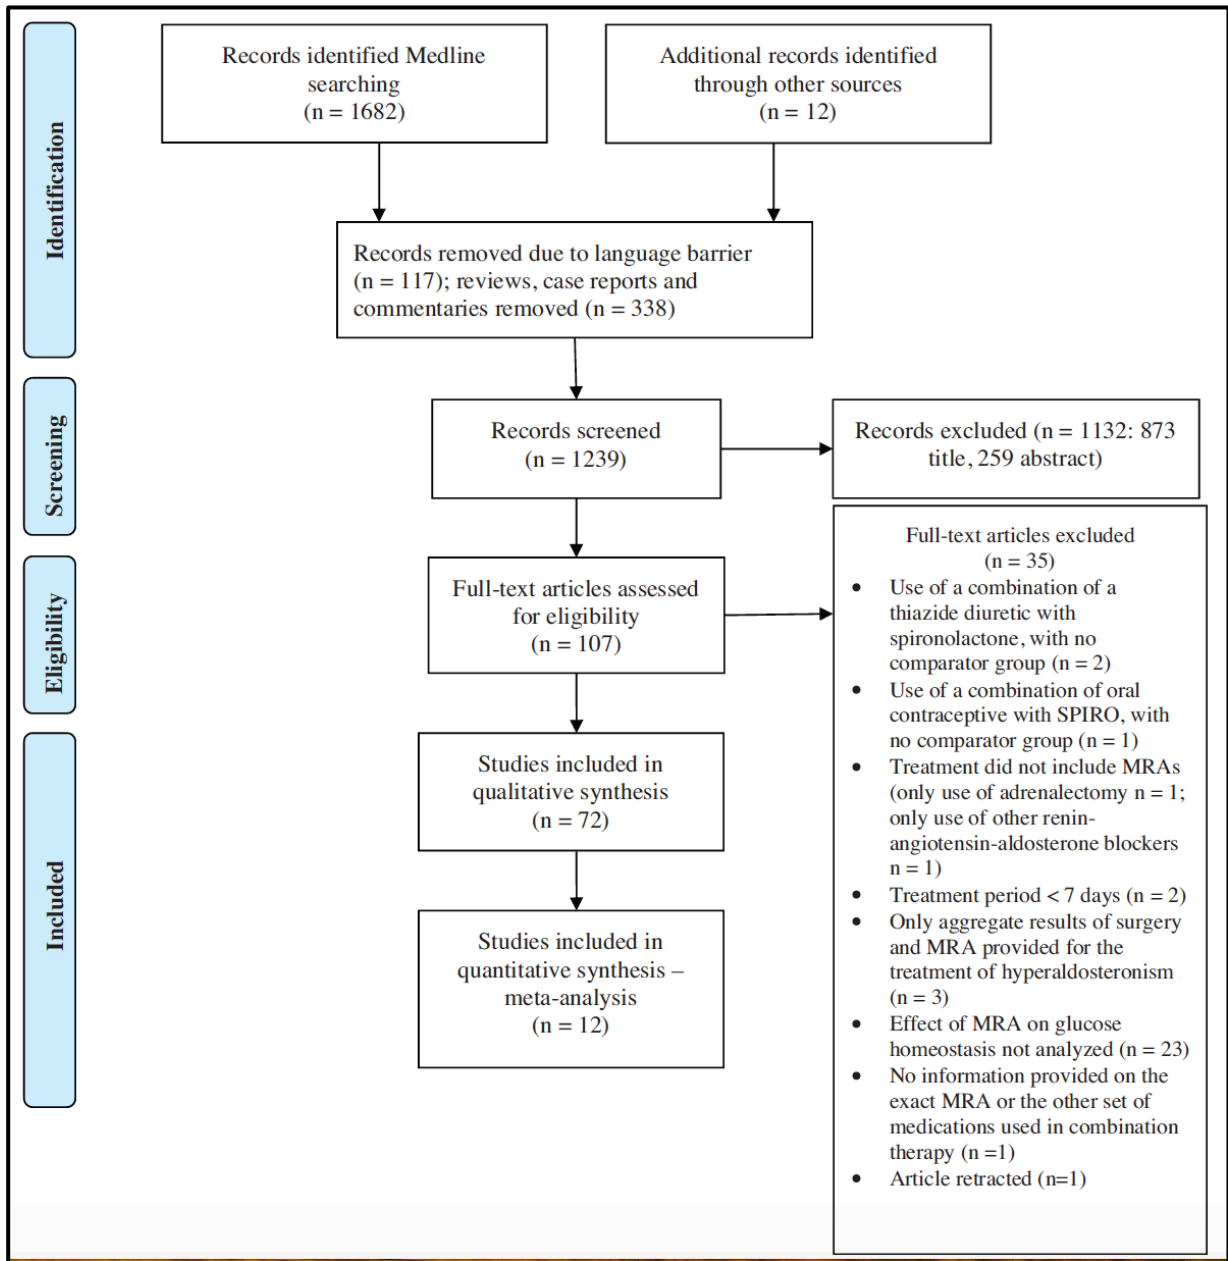 Identification
Records identified Medline
searching
(n = 1682)
Additional records identified
through other sources
(n = 12)
Records removed due to language barrier
(n = 117); reviews, case reports and
commentaries removed (n = 338)
Screening
Records screened
(n = 1239)
Records excluded (n = 1132: 873
title, 259 abstract)
Eligibility
Full-text articles assessed
for eligibility
(n = 107)
Full-text articles excluded
(n = 35)
• Use of a combination of a
thiazide diuretic with
spironolactone, with no
comparator group (n = 2)
• Use of a combination of oral
contraceptive with SPIRO, with
no comparator group (n = 1)
• Treatment did not include MRAs
(only use of adrenalectomy n = 1;
only use of other renin-
angiotensin-aldosterone blockers
n = 1)
• Treatment period < 7 days (n = 2)
• Only aggregate results of surgery
and MRA provided for the
treatment of hyperaldosteronism
(n = 3)
• Effect of MRA on glucose
homeostasis not analyzed (n = 23)
• No information provided on the
exact MRA or the other set of
medications used in combination
therapy (n =1)
• Article retracted (n=1)
Included
Studies included in
qualitative synthesis
(n = 72)
Studies included in
quantitative synthesis –
meta-analysis
(n = 12)